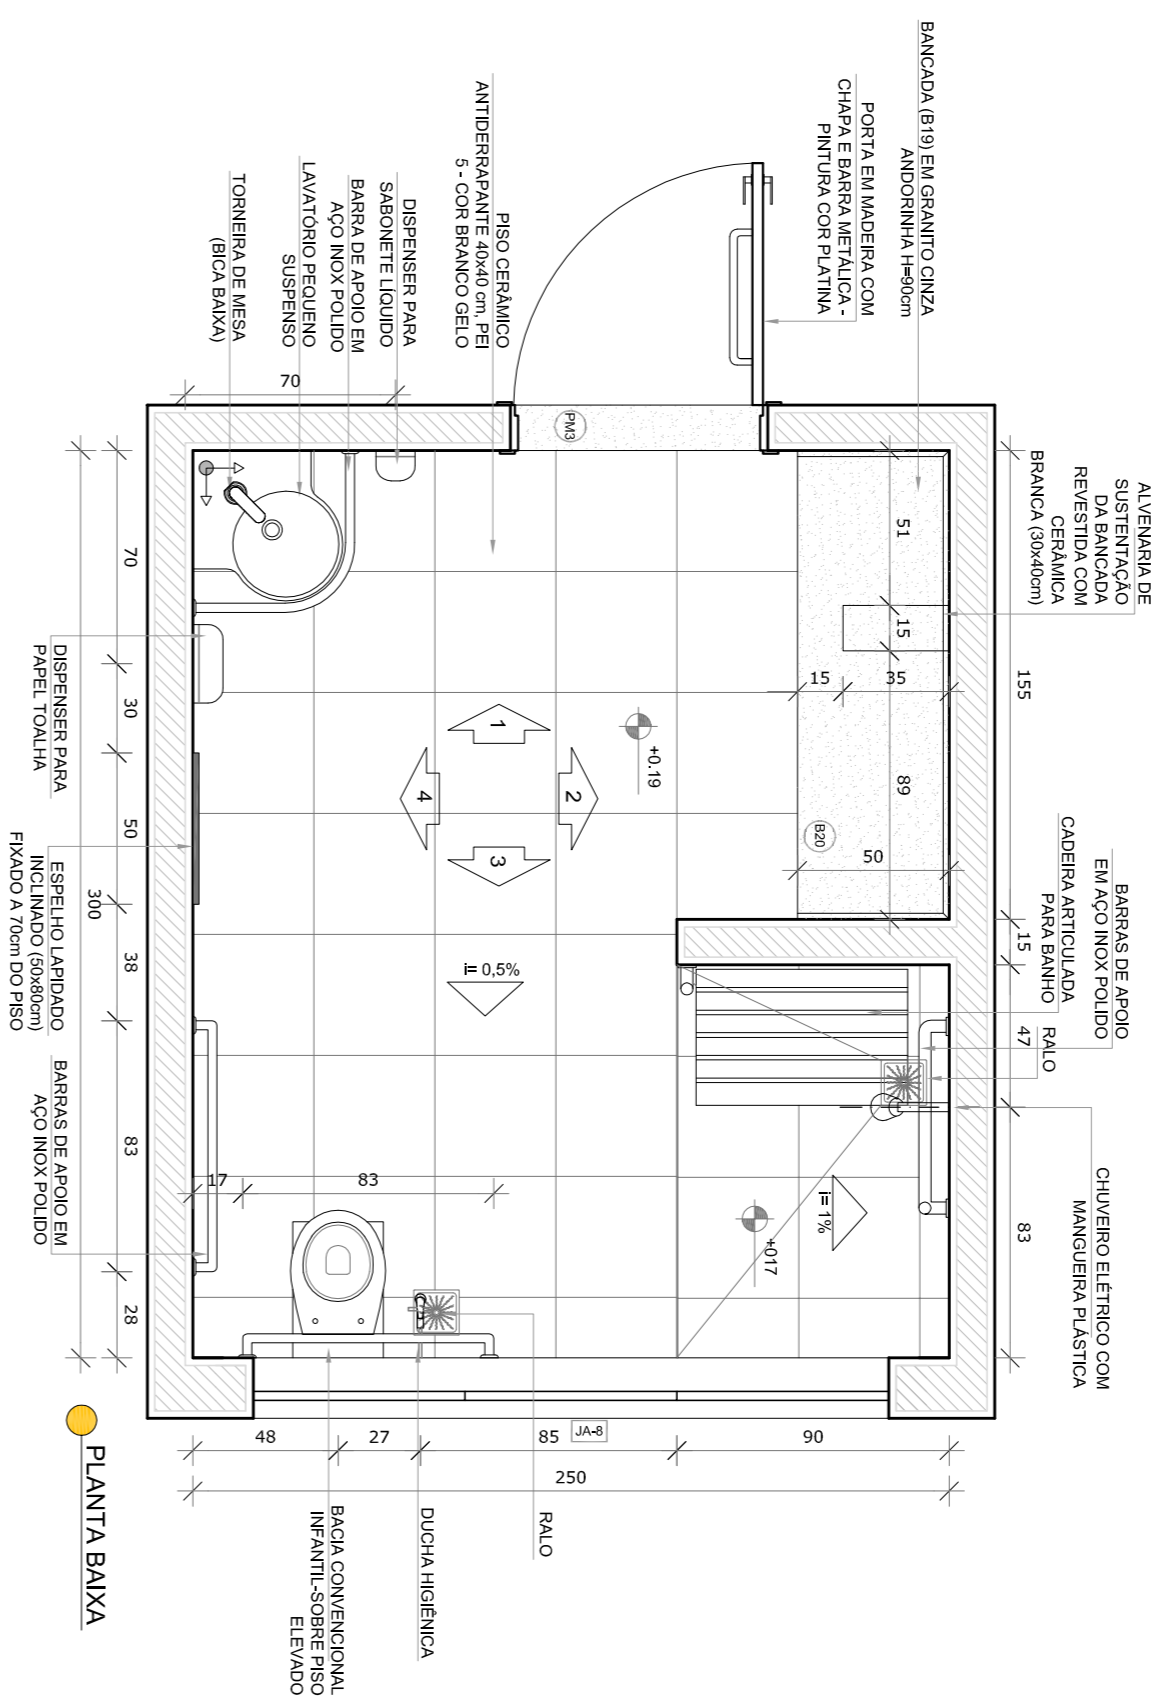 BANCADA (B19) EM GRANITO CINZA
ANDORINHA H=90cm
PORTA EM MADEIRA COM
CHAPA E BARRA METÁLICA -
PINTURA COR PLATINA
PISO CERÂMICO
ANTIDERRAPANTE 40x40 cm, PEI
5 - COR BRANCO GELO
DISPENSER PARA
SABONETE LÍQUIDO
BARRA DE APOIO EM
AÇO INOX POLIDO
LAVATÓRIO PEQUENO
SUSPENSO
TORNEIRA DE MESA
(BICA BAIXA)
ALVENARIA DE
SUSTENTAÇÃO
DA BANCADA
REVESTIDA COM
CERÂMICA
BRANCA (30x40cm)
155
15
47
83
RALO
BARRAS DE APOIO
EM AÇO INOX POLIDO
CADEIRA ARTICULADA
PARA BANHO
CHUVEIRO ELÉTRICO COM
MANGUEIRA PLÁSTICA
70
PM3
51
15
89
15
35
50
B20
+0.19
1
2
3
4
i= 0,5%
i= 1%
+017
17
83
70
30
50
38
83
28
300
DISPENSER PARA
PAPEL TOALHA
ESPELHO LAPIDADO
INCLINADO (50x80cm)
FIXADO A 70cm DO PISO
BARRAS DE APOIO EM
AÇO INOX POLIDO
48
27
85
JA-8
90
250
RALO
DUCHA HIGIÊNICA
BACIA CONVENCIONAL
INFANTIL-SOBRE PISO
ELEVADO
PLANTA BAIXA